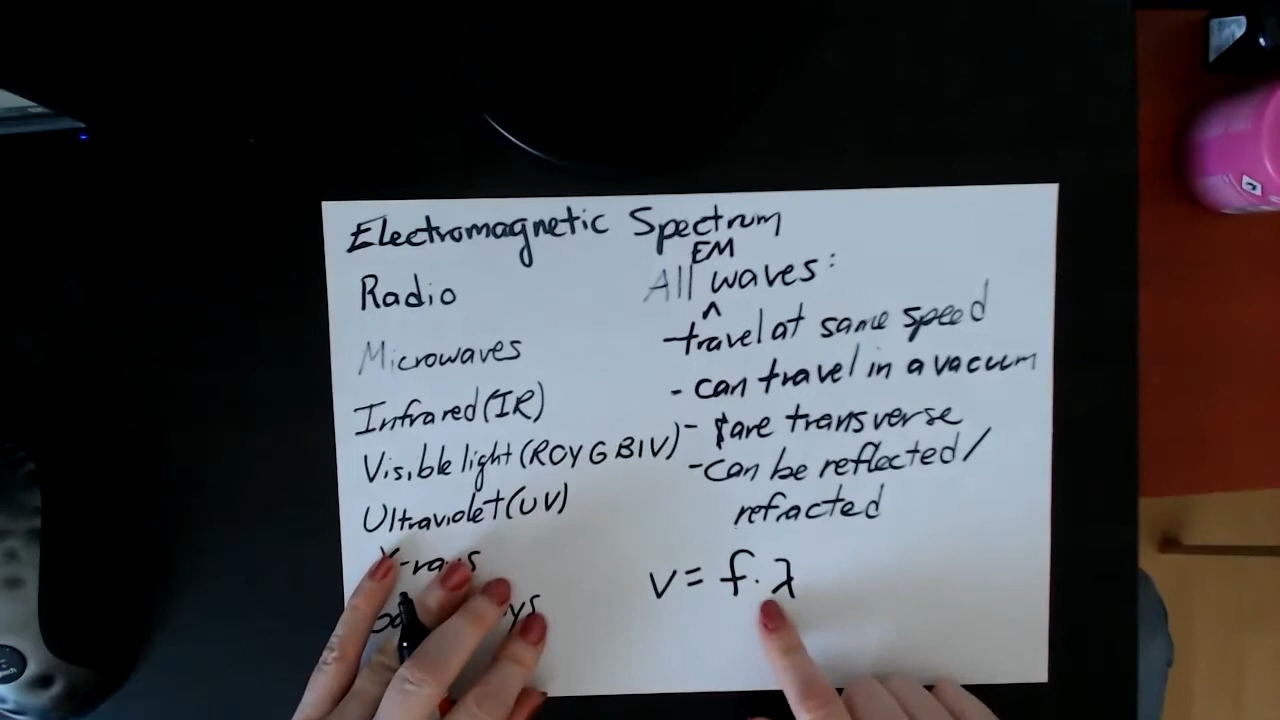 Electromagnetic Spectrum
Radio
Microwaves
Infrared (IR)
Visible light (ROYGBIV)
Ultraviolet (UV)
X-rays
All EM waves:
- travel at same speed
- can travel in a vacuum
- are transverse
- can be reflected/
refracted
v = f·λ